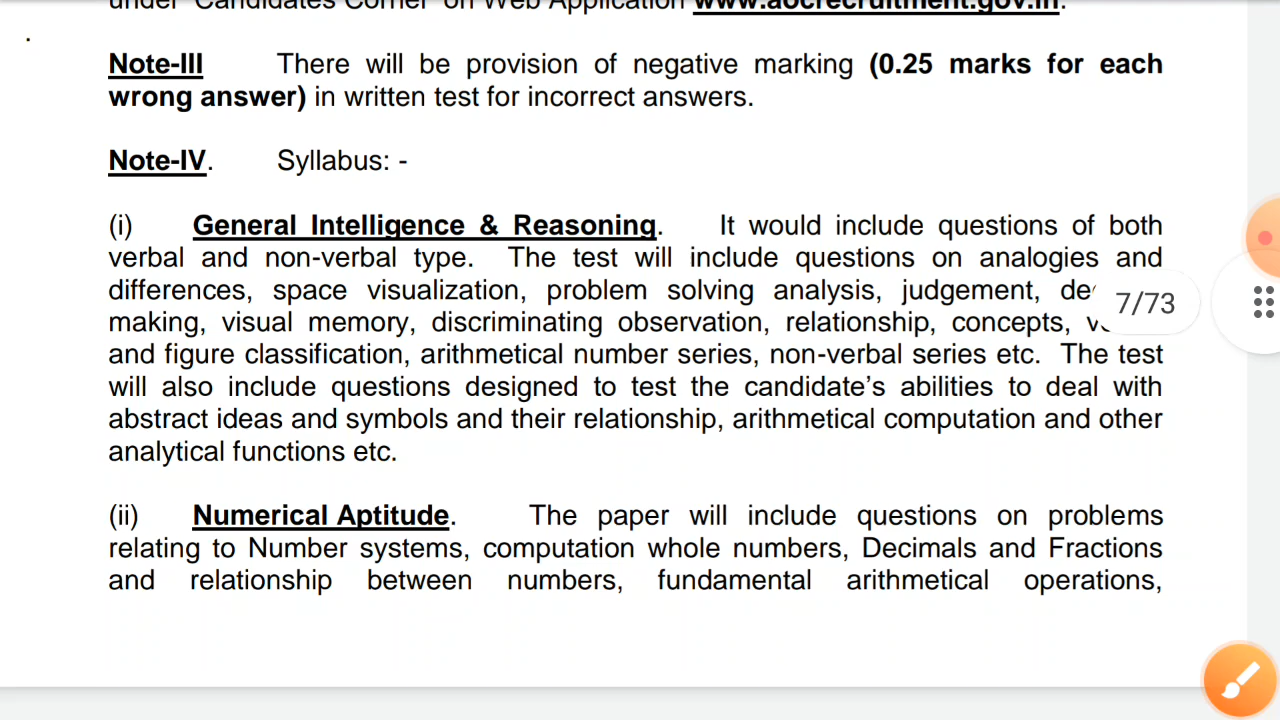 under 'Candidates Corner' on Web Application www.aocrecruitment.gov.in.
Note-III There will be provision of negative marking (0.25 marks for each
wrong answer) in written test for incorrect answers.
Note-IV. Syllabus: -
(i) General Intelligence & Reasoning. It would include questions of both
verbal and non-verbal type. The test will include questions on analogies and
differences, space visualization, problem solving analysis, judgement,
7/73
making, visual memory, discriminating observation, relationship, concepts,
and figure classification, arithmetical number series, non-verbal series etc. The test
will also include questions designed to test the candidate's abilities to deal with
abstract ideas and symbols and their relationship, arithmetical computation and other
analytical functions etc.
(ii) Numerical Aptitude. The paper will include questions on problems
relating to Number systems, computation whole numbers, Decimals and Fractions
and relationship between numbers, fundamental arithmetical operations,